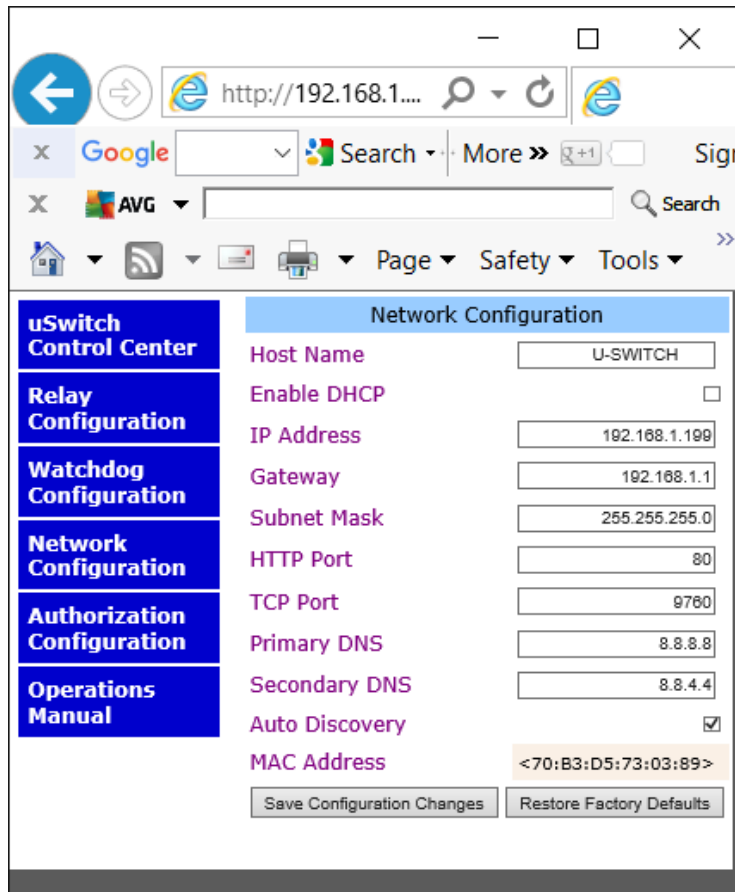 http://192.168.1....
x Google Search More » g+1
x AVG Search
Page Safety Tools »
uSwitch
Control Center
Relay
Configuration
Watchdog
Configuration
Network
Configuration
Authorization
Configuration
Operations
Manual
Network Configuration
Host Name U-SWITCH
Enable DHCP
IP Address 192.168.1.199
Gateway 192.168.1.1
Subnet Mask 255.255.255.0
HTTP Port 80
TCP Port 9760
Primary DNS 8.8.8.8
Secondary DNS 8.8.4.4
Auto Discovery
MAC Address <70:B3:D5:73:03:89>
Save Configuration Changes Restore Factory Defaults